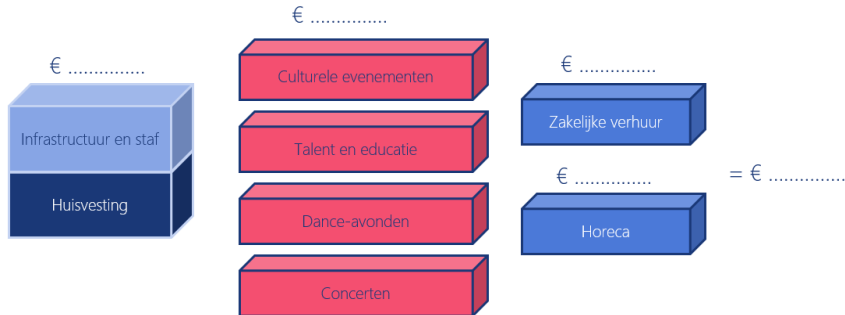 € ...............
Infrastructuur en staf
Huisvesting
€ ...............
Culturele evenementen
Talent en educatie
Dance-avonden
Concerten
€ ...............
Zakelijke verhuur
€ ...............
Horeca
= € ...............